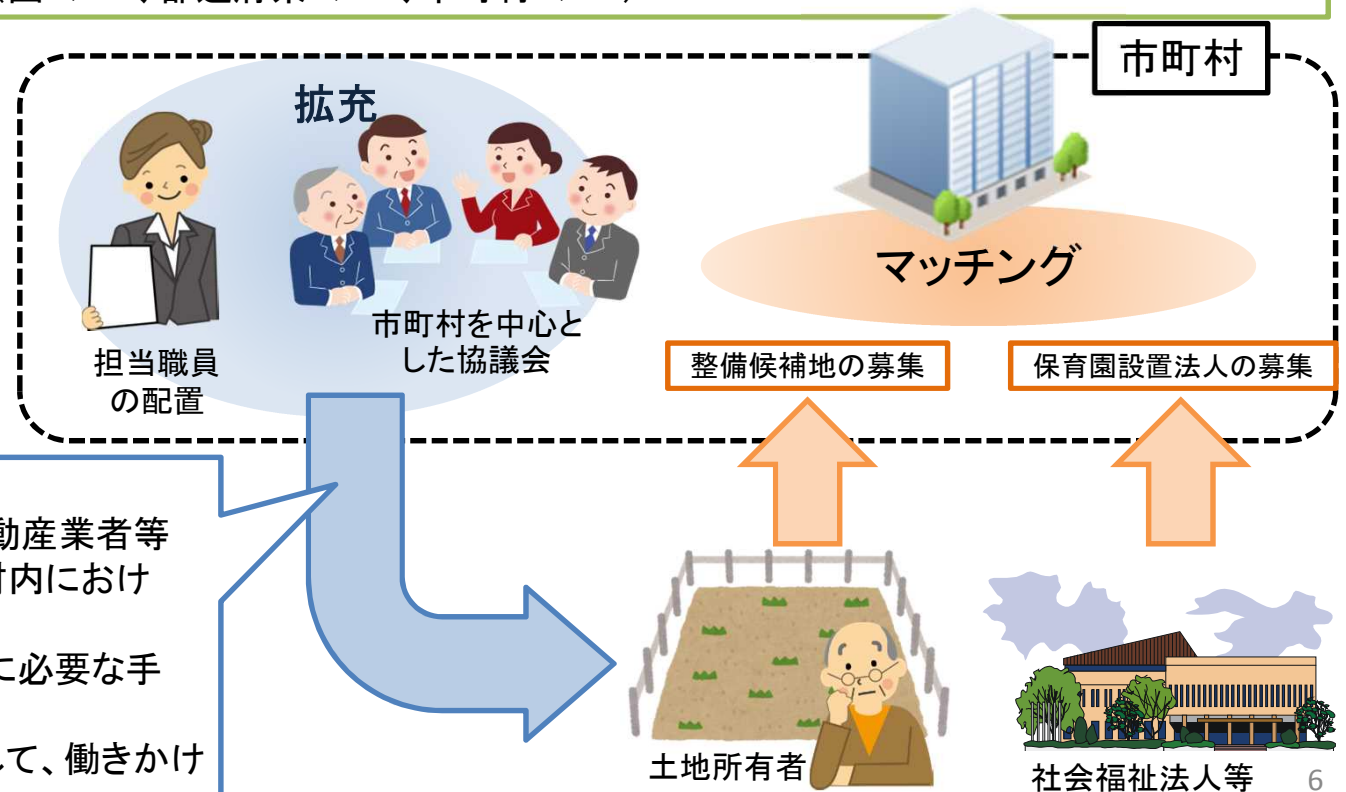 市町村
拡充
担当職員
の配置
市町村を中心と
した協議会
マッチング
整備候補地の募集
保育園設置法人の募集
動産業者等
内におけ
に必要な手
て、働きかけ
土地所有者
社会福祉法人等
6